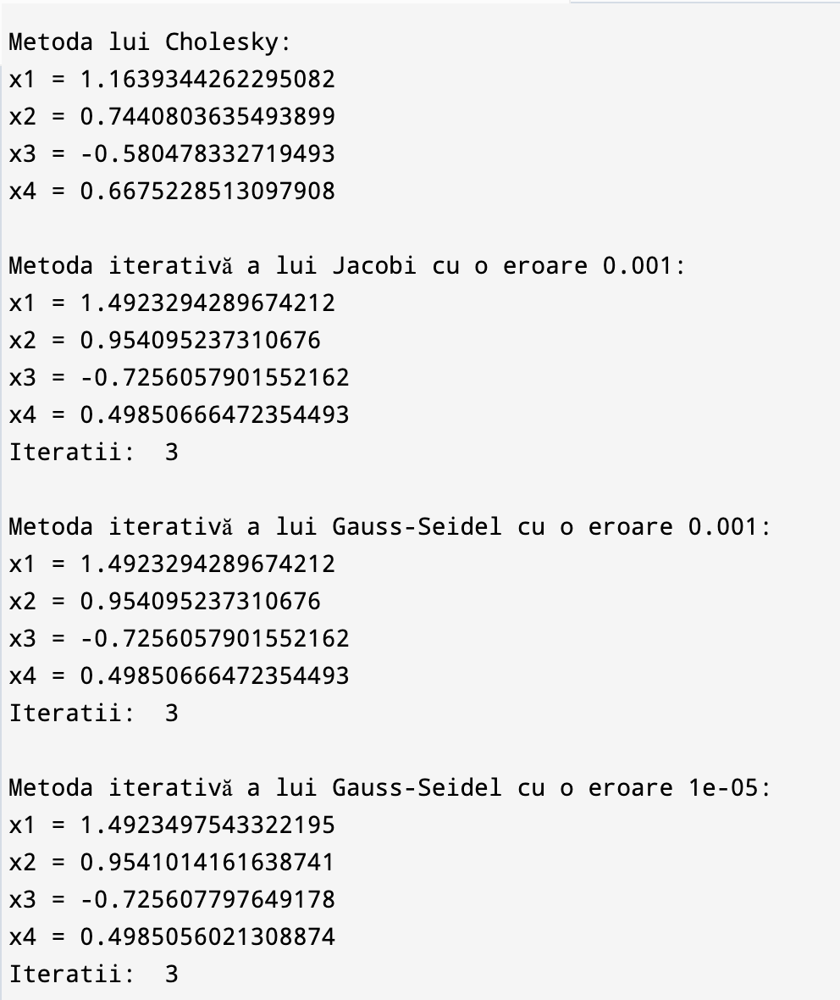 Metoda lui Cholesky:
x1 = 1.1639344262295082
x2 = 0.7440803635493899
x3 = -0.580478332719493
x4 = 0.6675228513097908
Metoda iterativă a lui Jacobi cu o eroare 0.001:
x1 = 1.4923294289674212
x2 = 0.954095237310676
x3 = -0.7256057901552162
x4 = 0.49850666472354493
Iteratii:  3
Metoda iterativă a lui Gauss-Seidel cu o eroare 0.001:
x1 = 1.4923294289674212
x2 = 0.954095237310676
x3 = -0.7256057901552162
x4 = 0.49850666472354493
Iteratii:  3
Metoda iterativă a lui Gauss-Seidel cu o eroare 1e-05:
x1 = 1.4923497543322195
x2 = 0.9541014161638741
x3 = -0.725607797649178
x4 = 0.4985056021308874
Iteratii:  3